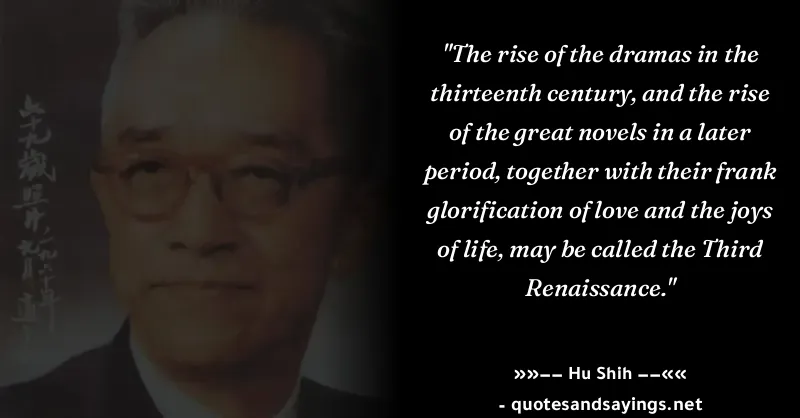 "The rise of the dramas in the
thirteenth century, and the rise
of the great novels in a later
period, together with their frank
glorification of love and the joys
of life, may be called the Third
Renaissance."
»»–– Hu Shih ––««
- quotesandsayings.net